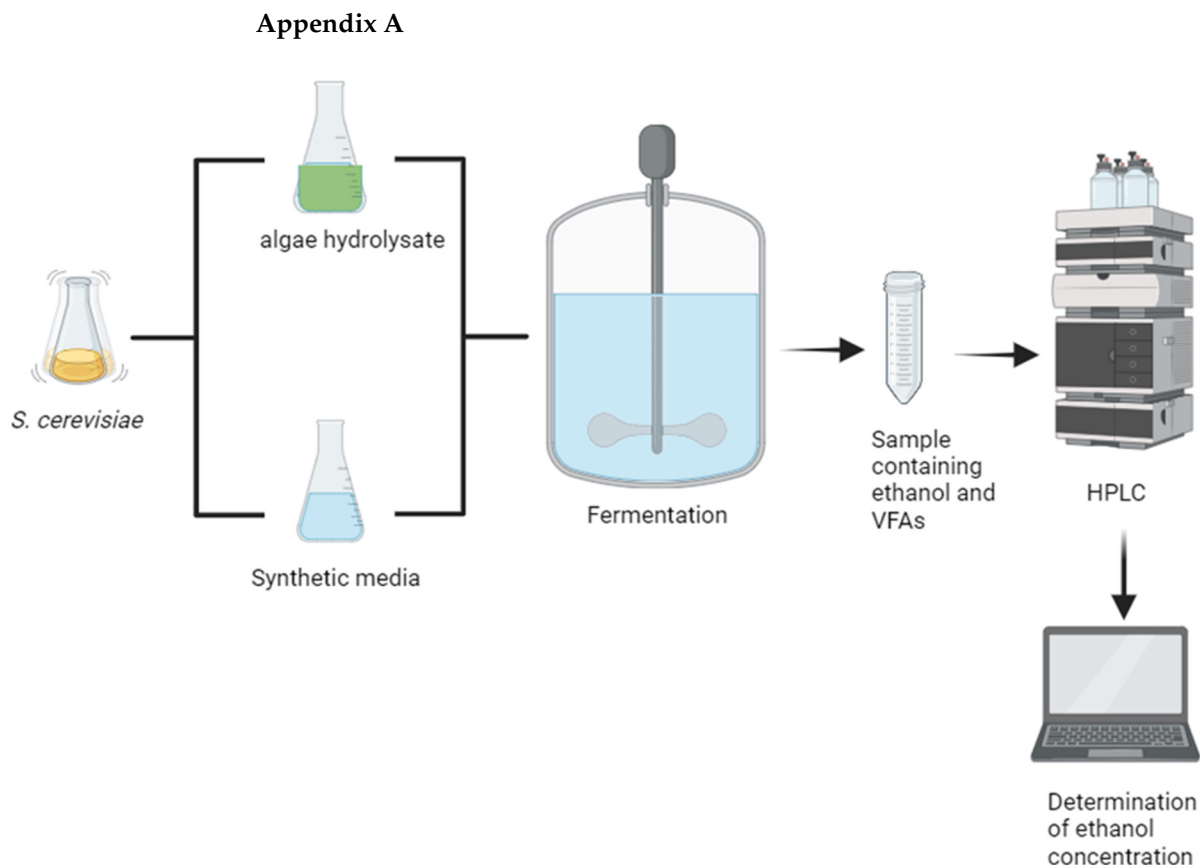 Appendix A
algae hydrolysate
S. cerevisiae
Synthetic media
Fermentation
Sample
containing
ethanol and
VFAs
HPLC
Determination
of ethanol
concentration